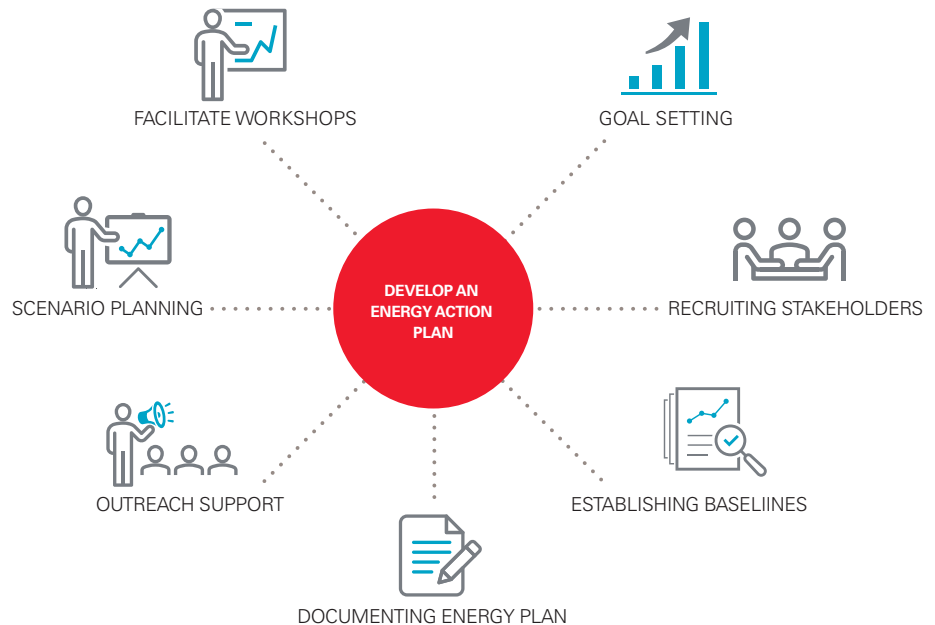 FACILITATE WORKSHOPS
GOAL SETTING
SCENARIO PLANNING
DEVELOP AN
ENERGY ACTION
PLAN
RECRUITING STAKEHOLDERS
OUTREACH SUPPORT
ESTABLISHING BASELIINES
DOCUMENTING ENERGY PLAN